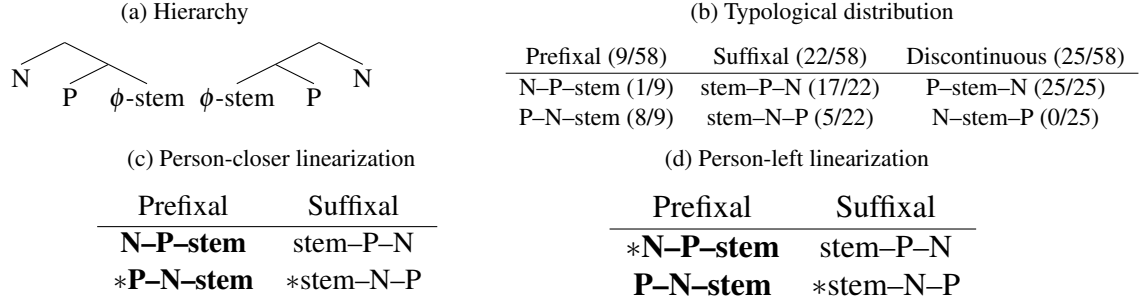 (a) Hierarchy
N
P
ϕ-stem
ϕ-stem
P
N
(b) Typological distribution
Prefixal (9/58) Suffixal (22/58) Discontinuous (25/58)
N–P–stem (1/9) stem–P–N (17/22) P–stem–N (25/25)
P–N–stem (8/9) stem–N–P (5/22) N–stem–P (0/25)
(c) Person-closer linearization
Prefixal Suffixal
N–P–stem stem–P–N
∗P–N–stem ∗stem–N–P
(d) Person-left linearization
Prefixal Suffixal
∗N–P–stem stem–P–N
P–N–stem ∗stem–N–P